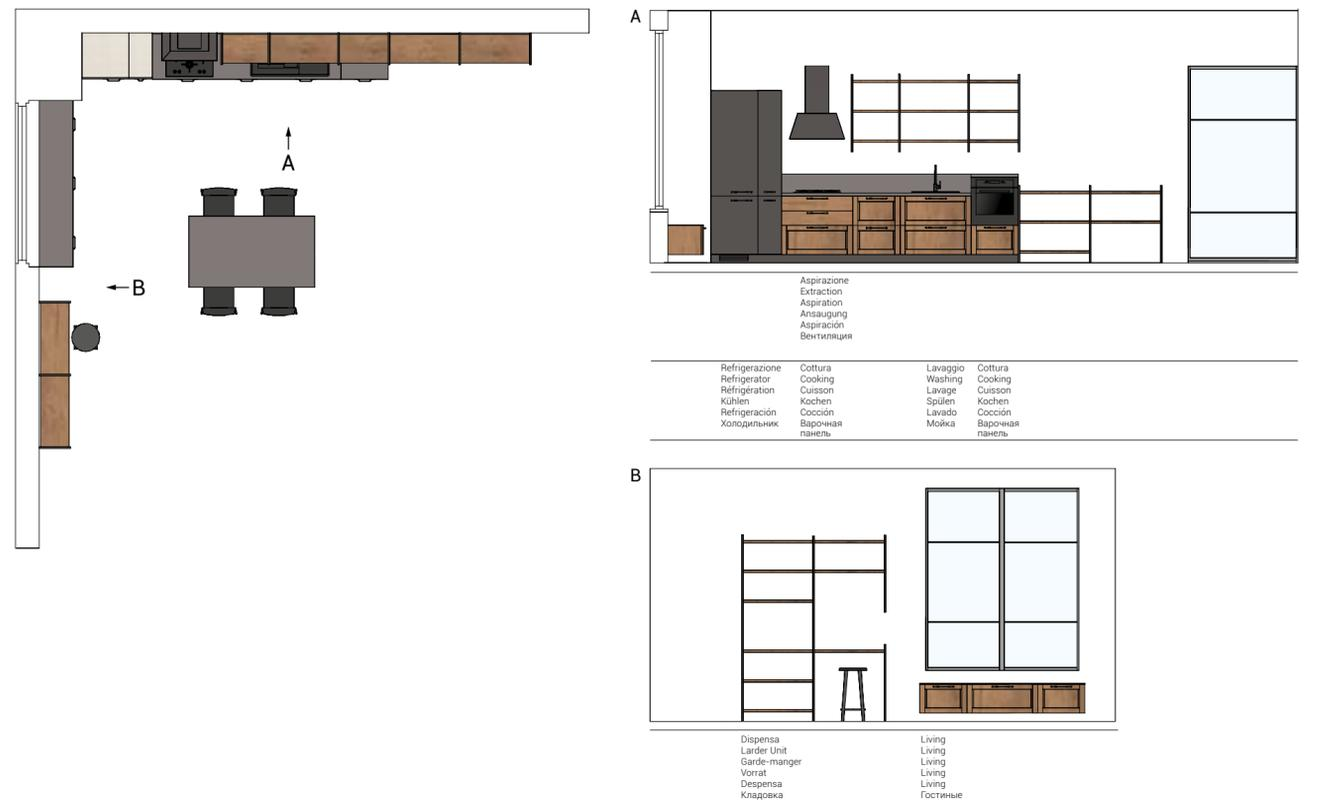 A
A
B
Aspirazione
Extraction
Aspiration
Ansaugung
Aspiración
Вентиляция
Refrigerazione
Refrigerator
Réfrigération
Kühlen
Refrigeración
Холодильник
Cottura
Cooking
Cuisson
Kochen
Cocción
Варочная
панель
Lavaggio
Washing
Lavage
Spülen
Lavado
Мойка
Cottura
Cooking
Cuisson
Kochen
Cocción
Варочная
панель
B
Dispensa
Larder Unit
Garde-manger
Vorrat
Despensa
Кладовка
Living
Living
Living
Living
Living
Гостиные